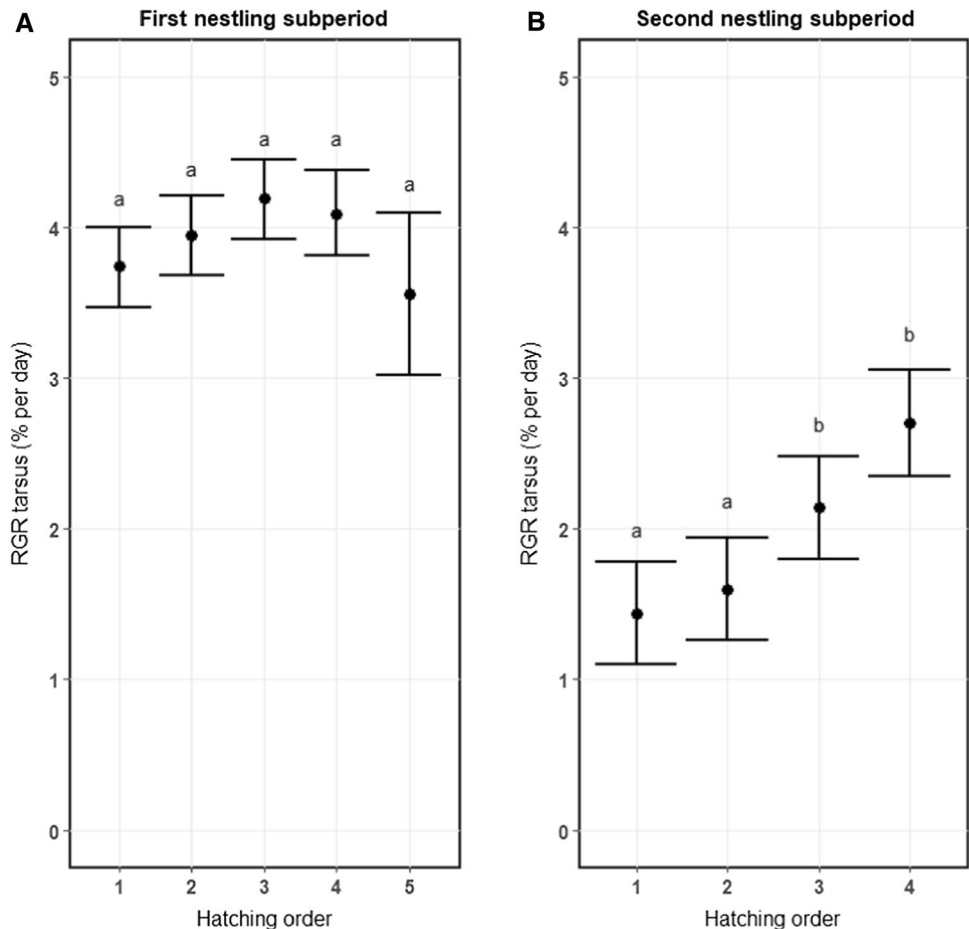 A First nestling subperiod
RGR tarsus (% per day)
5
4
3
2
1
0
a
a
a
a
a
1 2 3 4 5
Hatching order
B Second nestling subperiod
RGR tarsus (% per day)
5
4
3
2
1
0
a
a
b
b
1 2 3 4
Hatching order